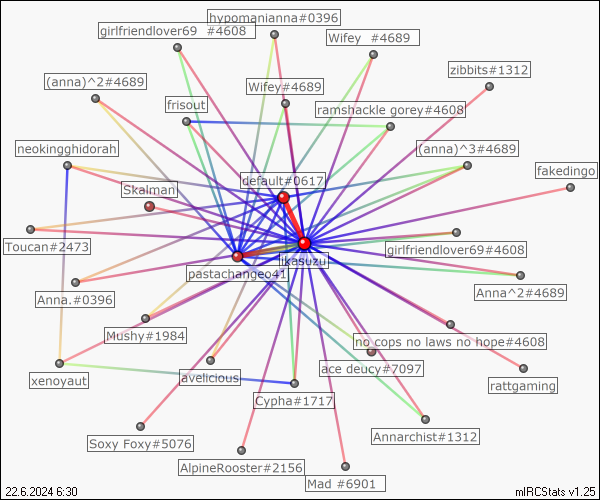 hypomanianna#0396
girlfriendlover69  #4608
Wifey  #4689
zibbits#1312
(anna)^2#4689
Wifey#4689
frisout
ramshackle gorey#4608
neokingghidorah
(anna)^3#4689
fakedingo
default#0617
Skalman
Toucan#2473
girlfriendlover69#4608
ikasuzu
pastachangeo41
Anna.#0396
Anna^2#4689
Mushy#1984
no cops no laws no hope#4608
ace deucy#7097
xenoyaut
avelicious
rattgaming
Cypha#1717
Annarchist#1312
Soxy Foxy#5076
AlpineRooster#2156
Mad #6901
22.6.2024 6:30
mIRCStats v1.25